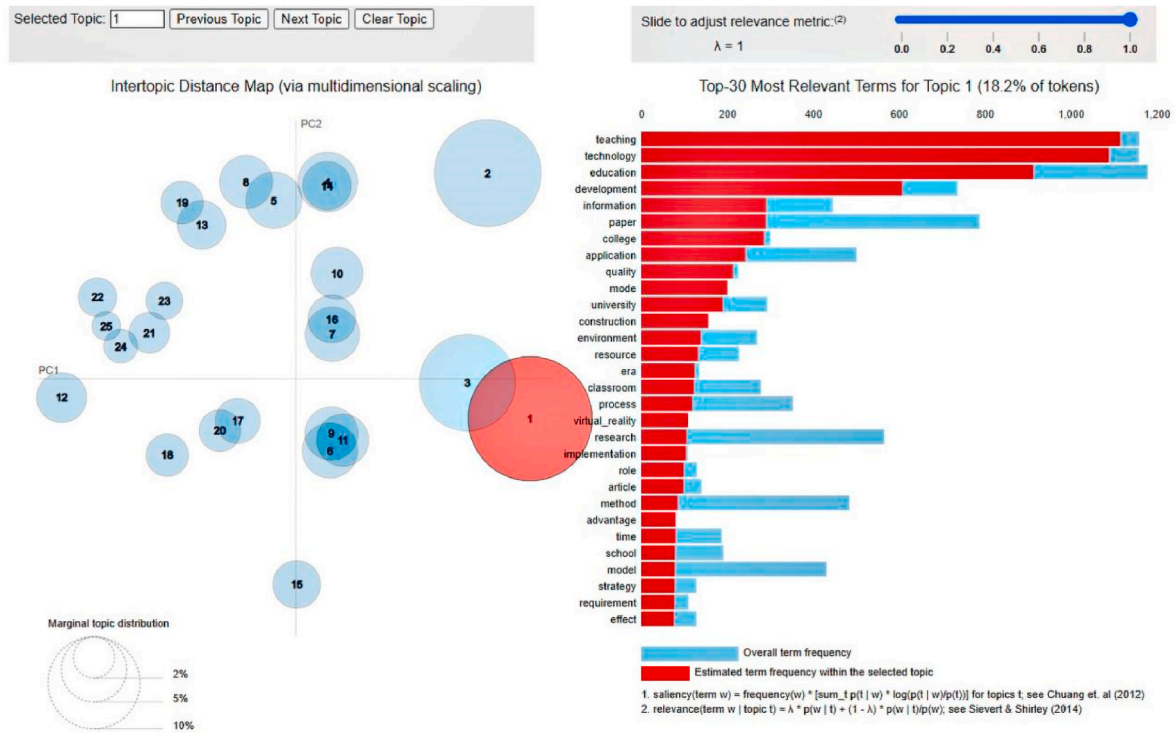 Selected Topic: 1 Previous Topic Next Topic Clear Topic
Slide to adjust relevance metric:(2)
λ = 1
0.0 0.2 0.4 0.6 0.8 1.0
Intertopic Distance Map (via multidimensional scaling)
PC2
PC1
2
8
5
4
14
19
13
10
22
23
25
21
24
16
7
3
1
12
17
20
18
9
11
6
15
Marginal topic distribution
2%
5%
10%
Top-30 Most Relevant Terms for Topic 1 (18.2% of tokens)
0 200 400 600 800 1,000 1,200
teaching
technology
education
development
information
paper
college
application
quality
mode
university
construction
environment
resource
era
classroom
process
virtual_reality
research
implementation
role
article
method
advantage
time
school
model
strategy
requirement
effect
Overall term frequency
Estimated term frequency within the selected topic
1. saliency(term w) = frequency(w) * [sum_t p(t | w) * log(p(t | w)/p(t))] for topics t; see Chuang et. al (2012)
2. relevance(term w | topic t) = λ * p(w | t) + (1 - λ) * p(w | t)/p(w); see Sievert & Shirley (2014)